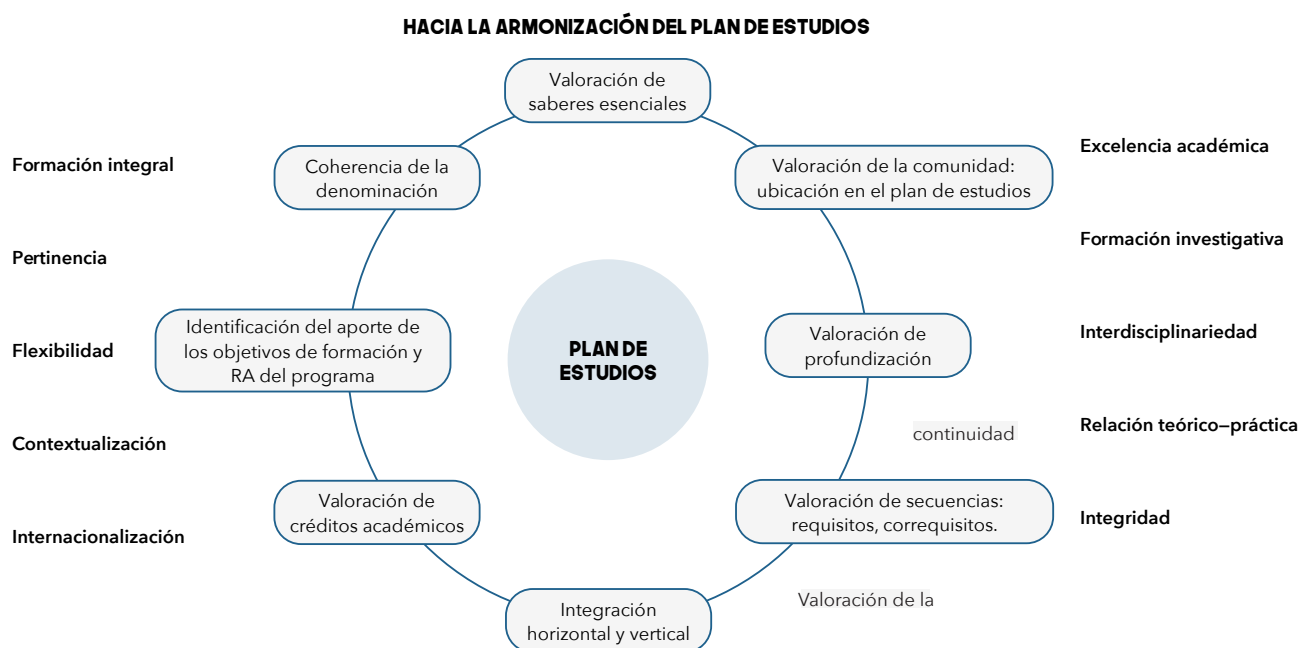 HACIA LA ARMONIZACIÓN DEL PLAN DE ESTUDIOS
Valoración de
saberes esenciales
Formación integral
Coherencia de la
denominación
Valoración de la comunidad:
ubicación en el plan de estudios
Excelencia académica
Pertinencia
Formación investigativa
Flexibilidad
Identificación del aporte de
los objetivos de formación y
RA del programa
PLAN DE
ESTUDIOS
Valoración de
profundización
Interdisciplinariedad
Contextualización
continuidad
Relación teórico–práctica
Internacionalización
Valoración de
créditos académicos
Valoración de secuencias:
requisitos, correquisitos.
Integridad
Integración
horizontal y vertical
Valoración de la